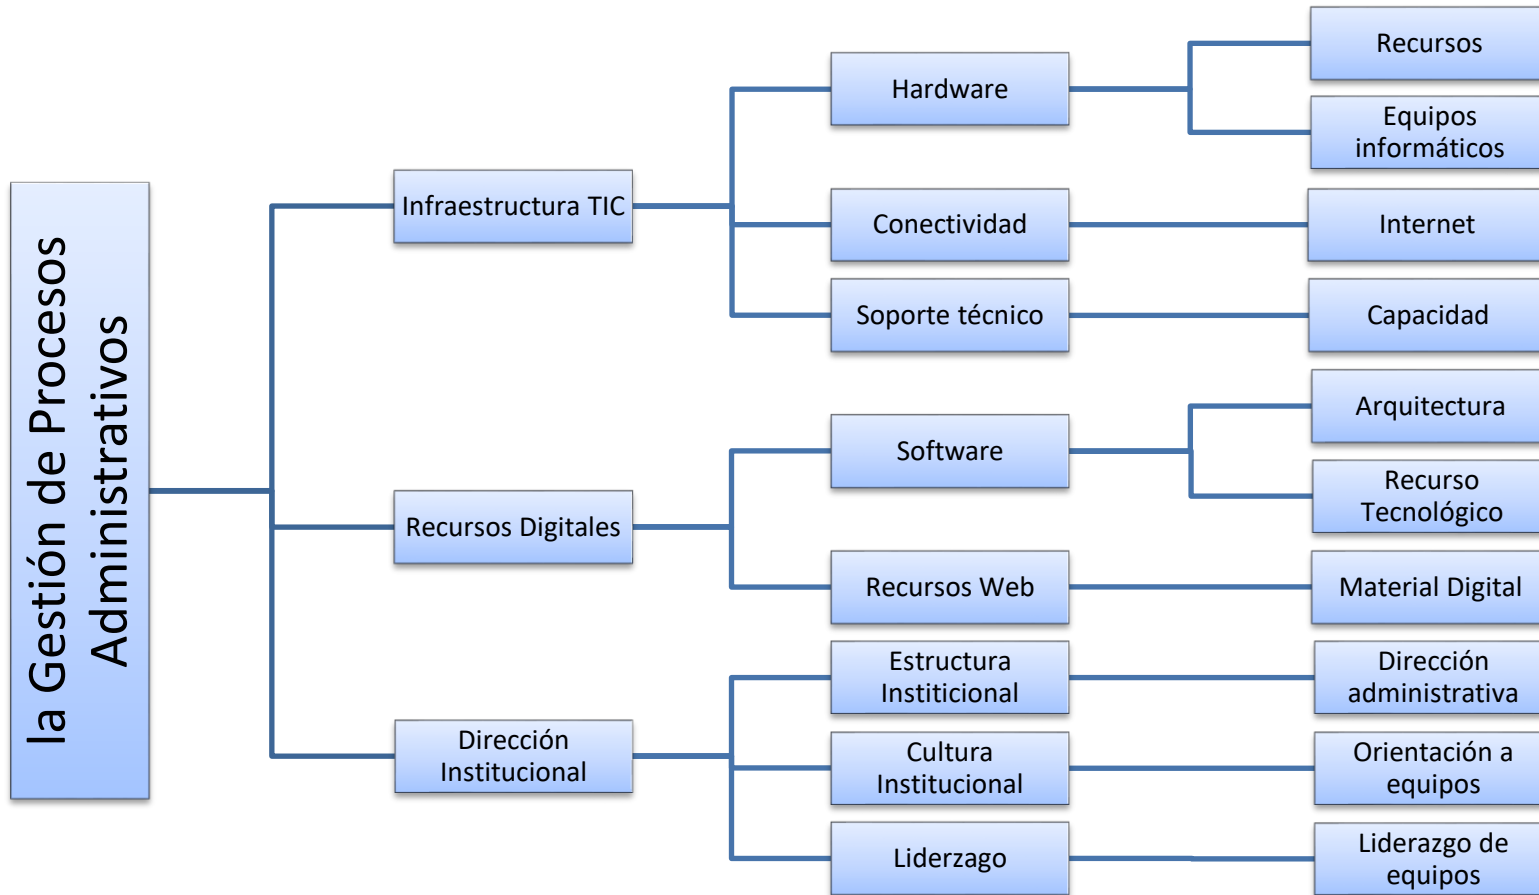 la Gestión de Procesos
Administrativos
Infraestructura TIC
Hardware
Recursos
Equipos
informáticos
Conectividad
Internet
Soporte técnico
Capacidad
Recursos Digitales
Software
Arquitectura
Recurso
Tecnológico
Recursos Web
Material Digital
Dirección
Institucional
Estructura
Institicional
Dirección
administrativa
Cultura
Institucional
Orientación a
equipos
Liderzago
Liderazgo de
equipos